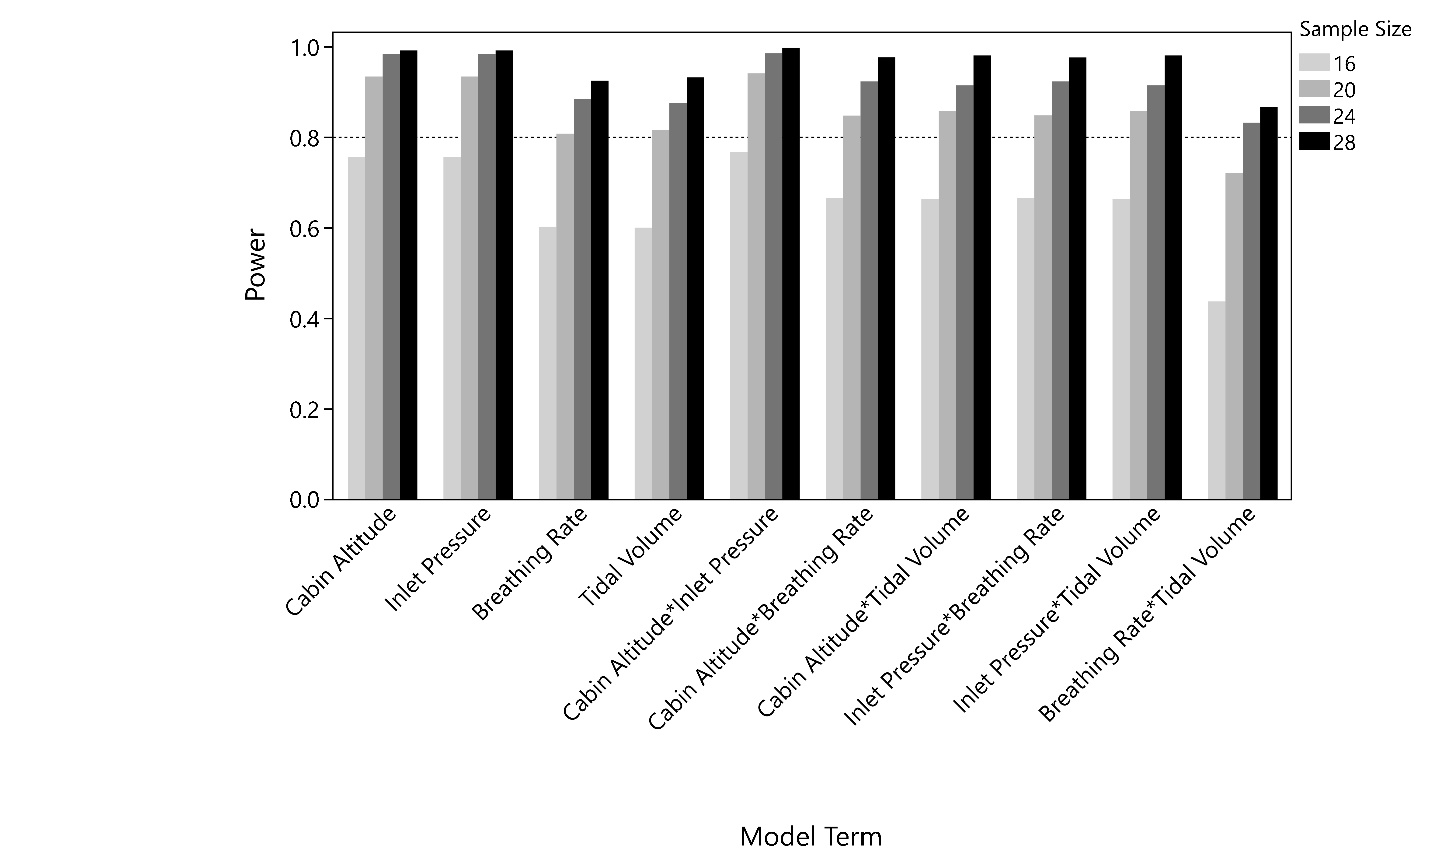 Sample Size
16
20
24
28
1.0
0.8
0.6
0.4
0.2
0.0
Power
Cabin Altitude
Inlet Pressure
Breathing Rate
Tidal Volume
Cabin Altitude*Inlet Pressure
Cabin Altitude*Breathing Rate
Cabin Altitude*Tidal Volume
Inlet Pressure*Breathing Rate
Inlet Pressure*Tidal Volume
Breathing Rate*Tidal Volume
Model Term